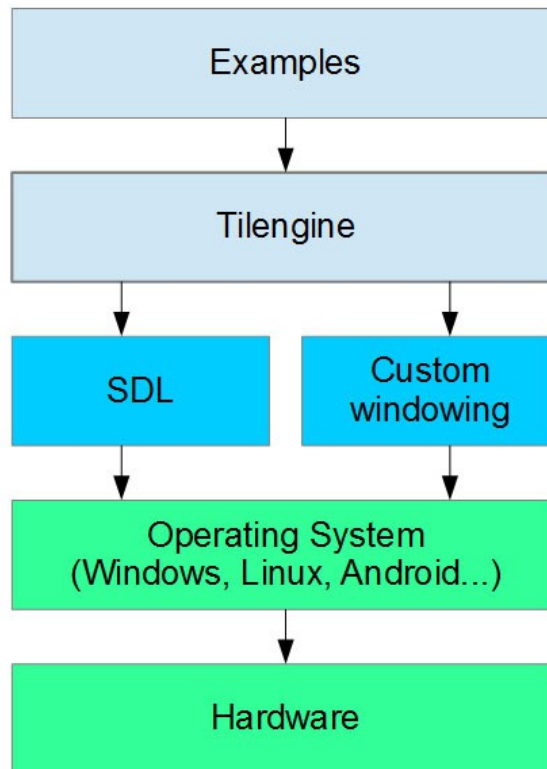 Examples
Tilengine
SDL
Custom
windowing
Operating System
(Windows, Linux, Android...)
Hardware